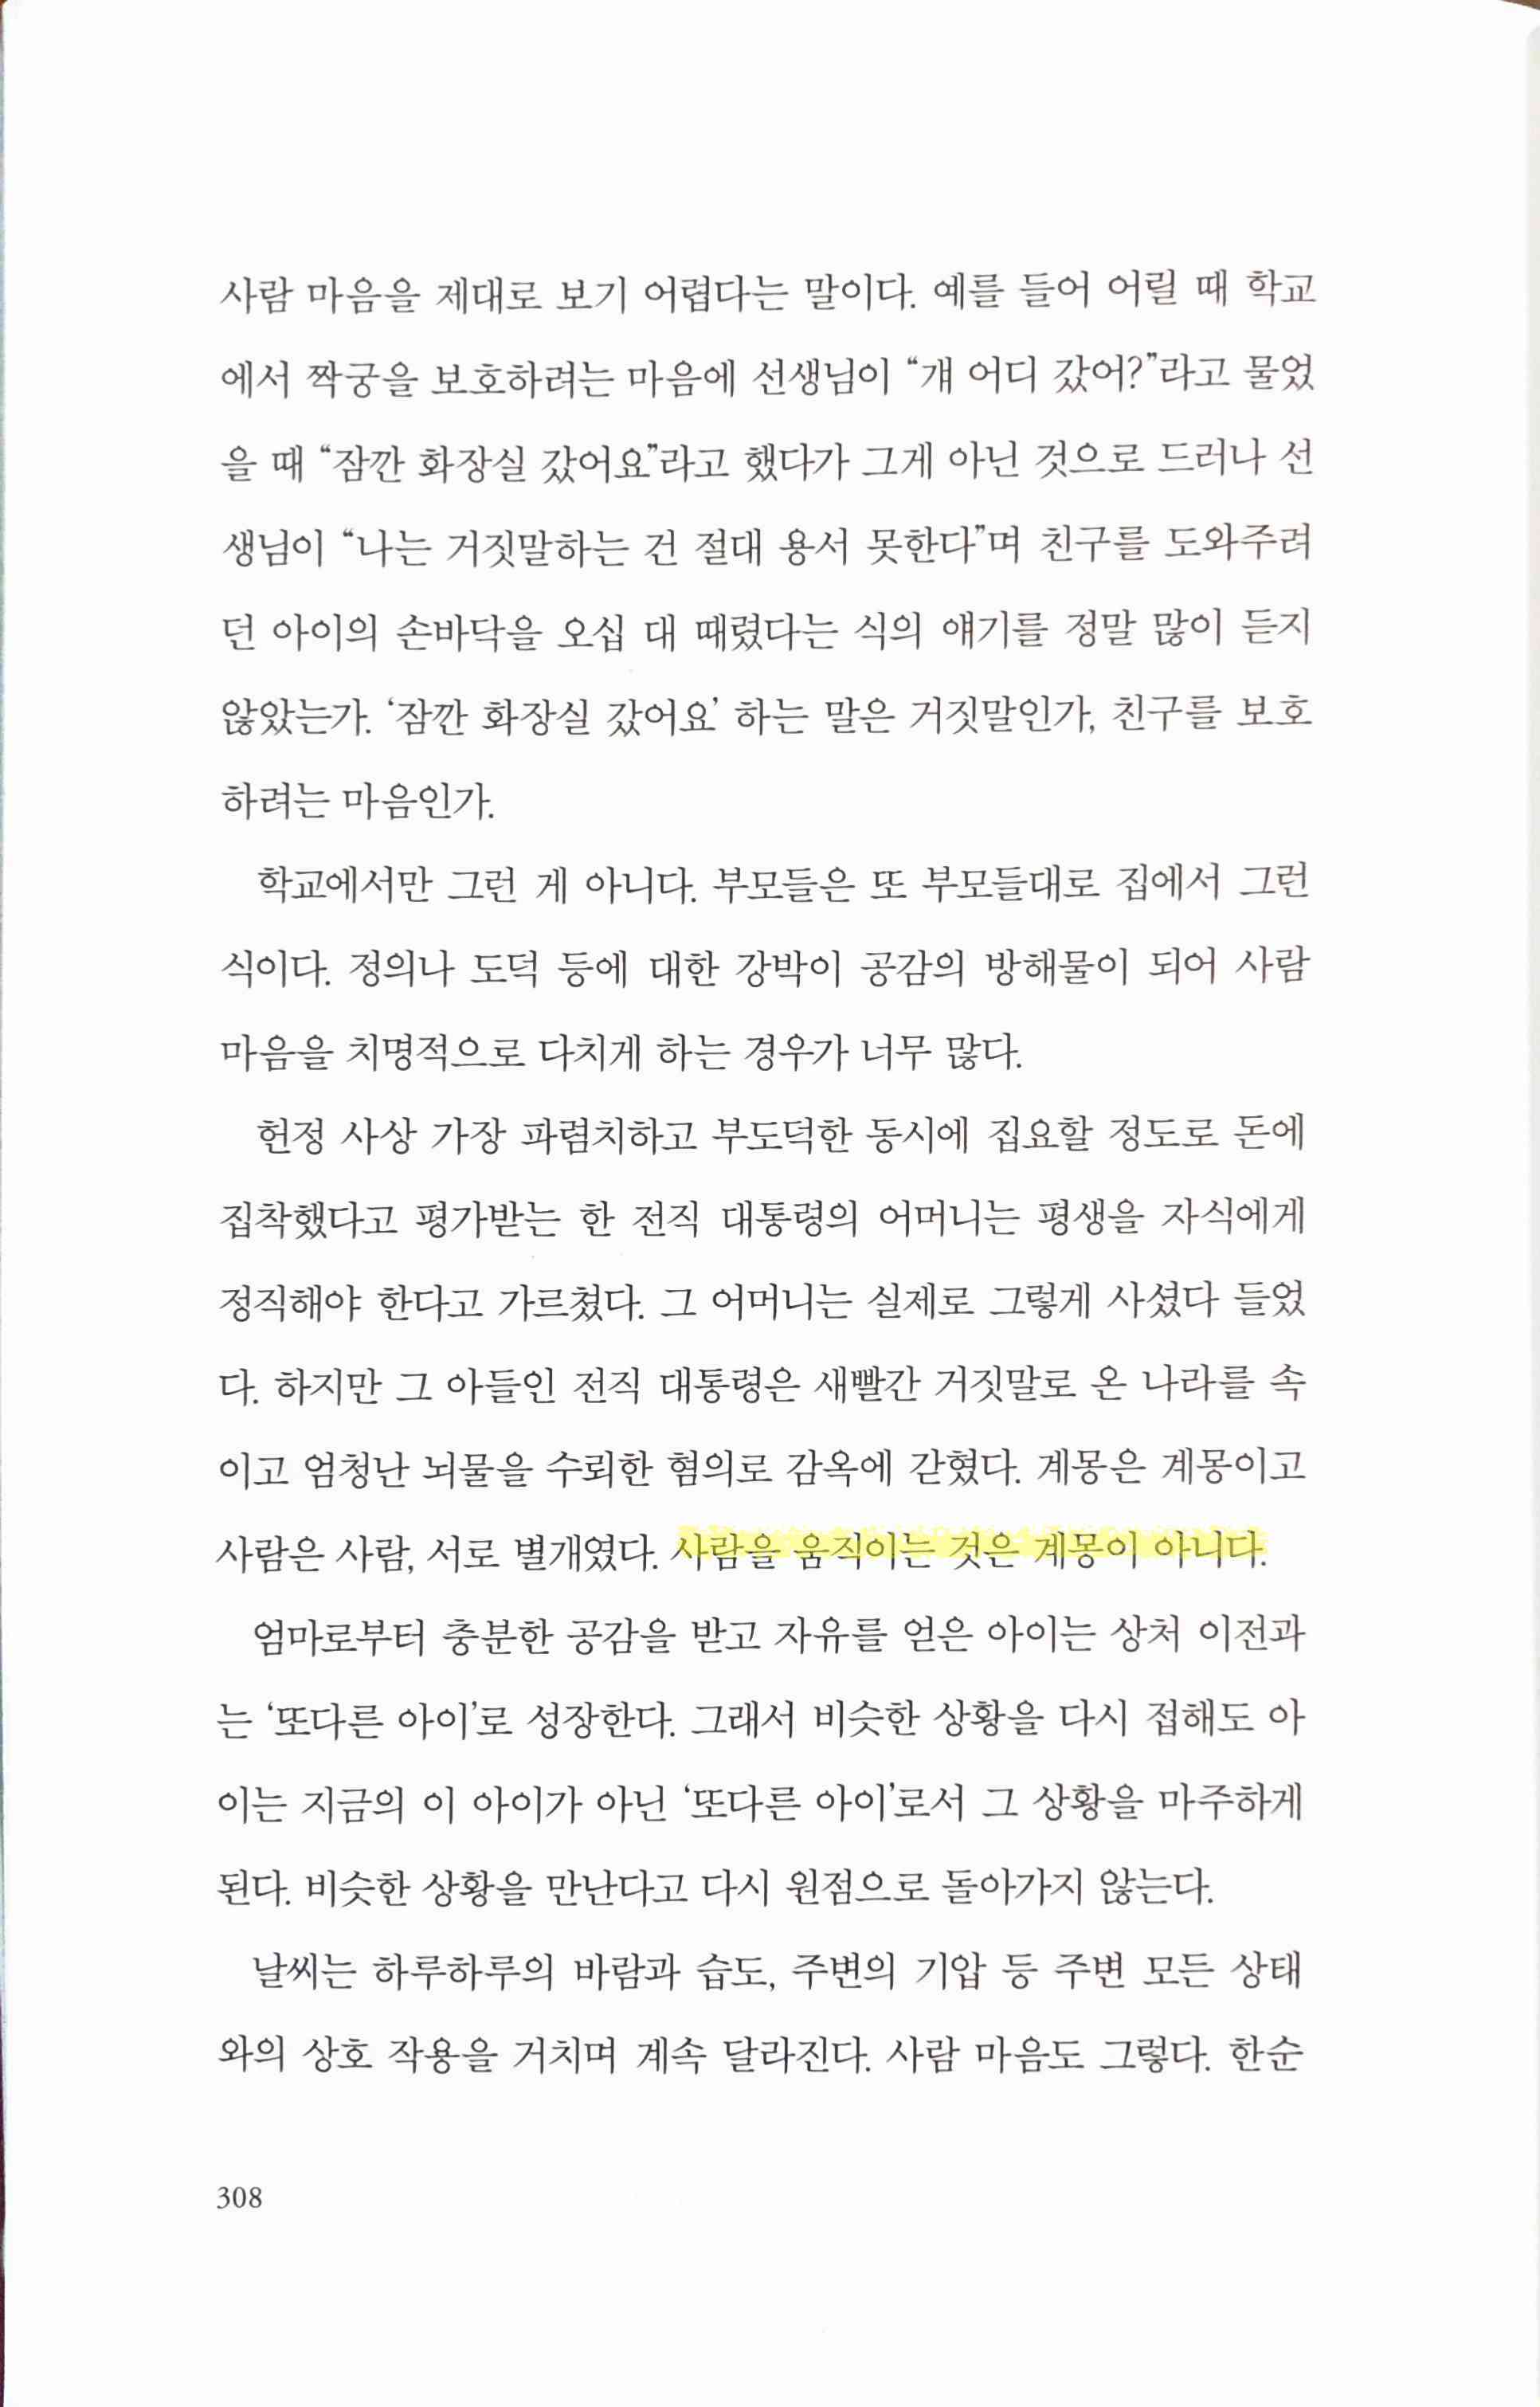 사람 마음을 제대로 보기 어렵다는 말이다. 예를 들어 어릴 때 학교
에서 짝궁을 보호하려는 마음에 선생님이 “걔 어디 갔어?”라고 물었
을 때 “잠깐 화장실 갔어요”라고 했다가 그게 아닌 것으로 드러나 선
생님이 “나는 거짓말하는 건 절대 용서 못한다”며 친구를 도와주려
던 아이의 손바닥을 오십 대 때렸다는 식의 얘기를 정말 많이 듣지
않았는가. ‘잠깐 화장실 갔어요’ 하는 말은 거짓말인가, 친구를 보호
하려는 마음인가.
학교에서만 그런 게 아니다. 부모들은 또 부모들대로 집에서 그런
식이다. 정의나 도덕 등에 대한 강박이 공감의 방해물이 되어 사람
마음을 치명적으로 다치게 하는 경우가 너무 많다.
헌정 사상 가장 파렴치하고 부도덕한 동시에 집요할 정도로 돈에
집착했다고 평가받는 한 전직 대통령의 어머니는 평생을 자식에게
정직해야 한다고 가르쳤다. 그 어머니는 실제로 그렇게 사셨다 들었
다. 하지만 그 아들인 전직 대통령은 새빨간 거짓말로 온 나라를 속
이고 엄청난 뇌물을 수뢰한 혐의로 감옥에 갇혔다. 계몽은 계몽이고
사람은 사람, 서로 별개였다. 사람을 움직이는 것은 계몽이 아니다.
엄마로부터 충분한 공감을 받고 자유를 얻은 아이는 상처 이전과
는 ‘또다른 아이’로 성장한다. 그래서 비슷한 상황을 다시 접해도 아
이는 지금의 이 아이가 아닌 ‘또다른 아이’로서 그 상황을 마주하게
된다. 비슷한 상황을 만난다고 다시 원점으로 돌아가지 않는다.
날씨는 하루하루의 바람과 습도, 주변의 기압 등 주변 모든 상태
와의 상호 작용을 거치며 계속 달라진다. 사람 마음도 그렇다. 한순
308